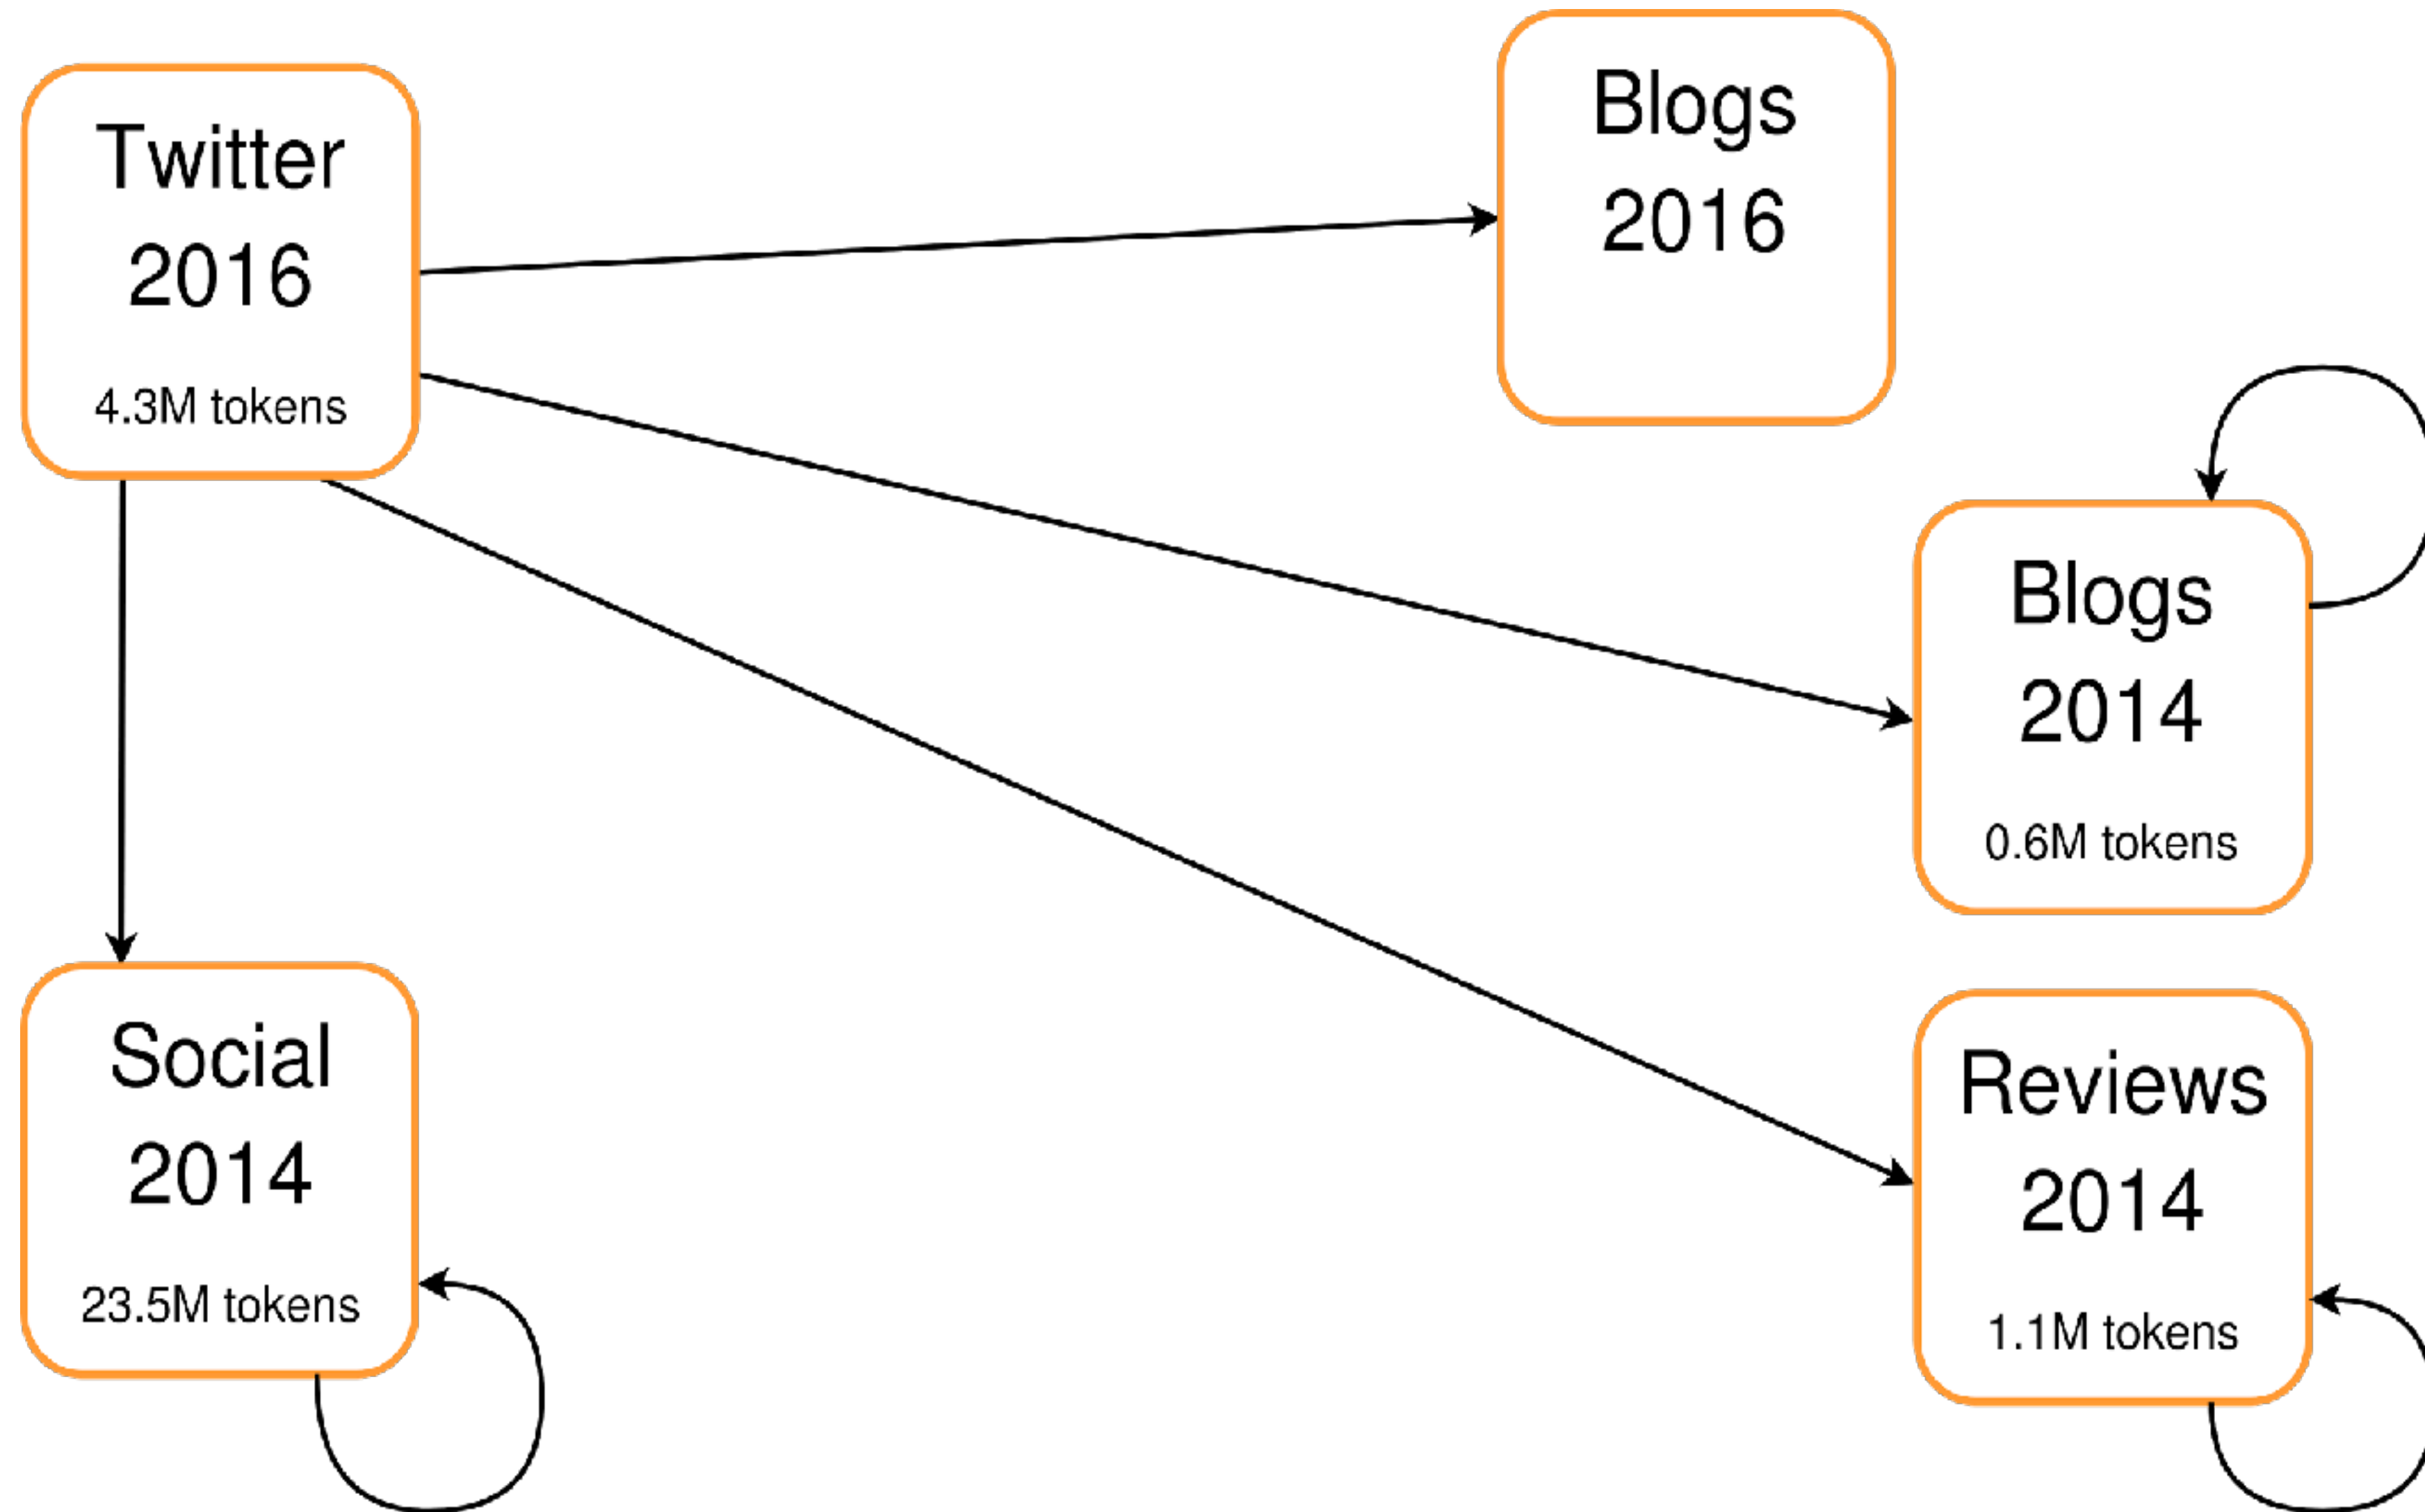 Twitter
2016
4.3M tokens
Blogs
2016
Blogs
2014
0.6M tokens
Social
2014
23.5M tokens
Reviews
2014
1.1M tokens